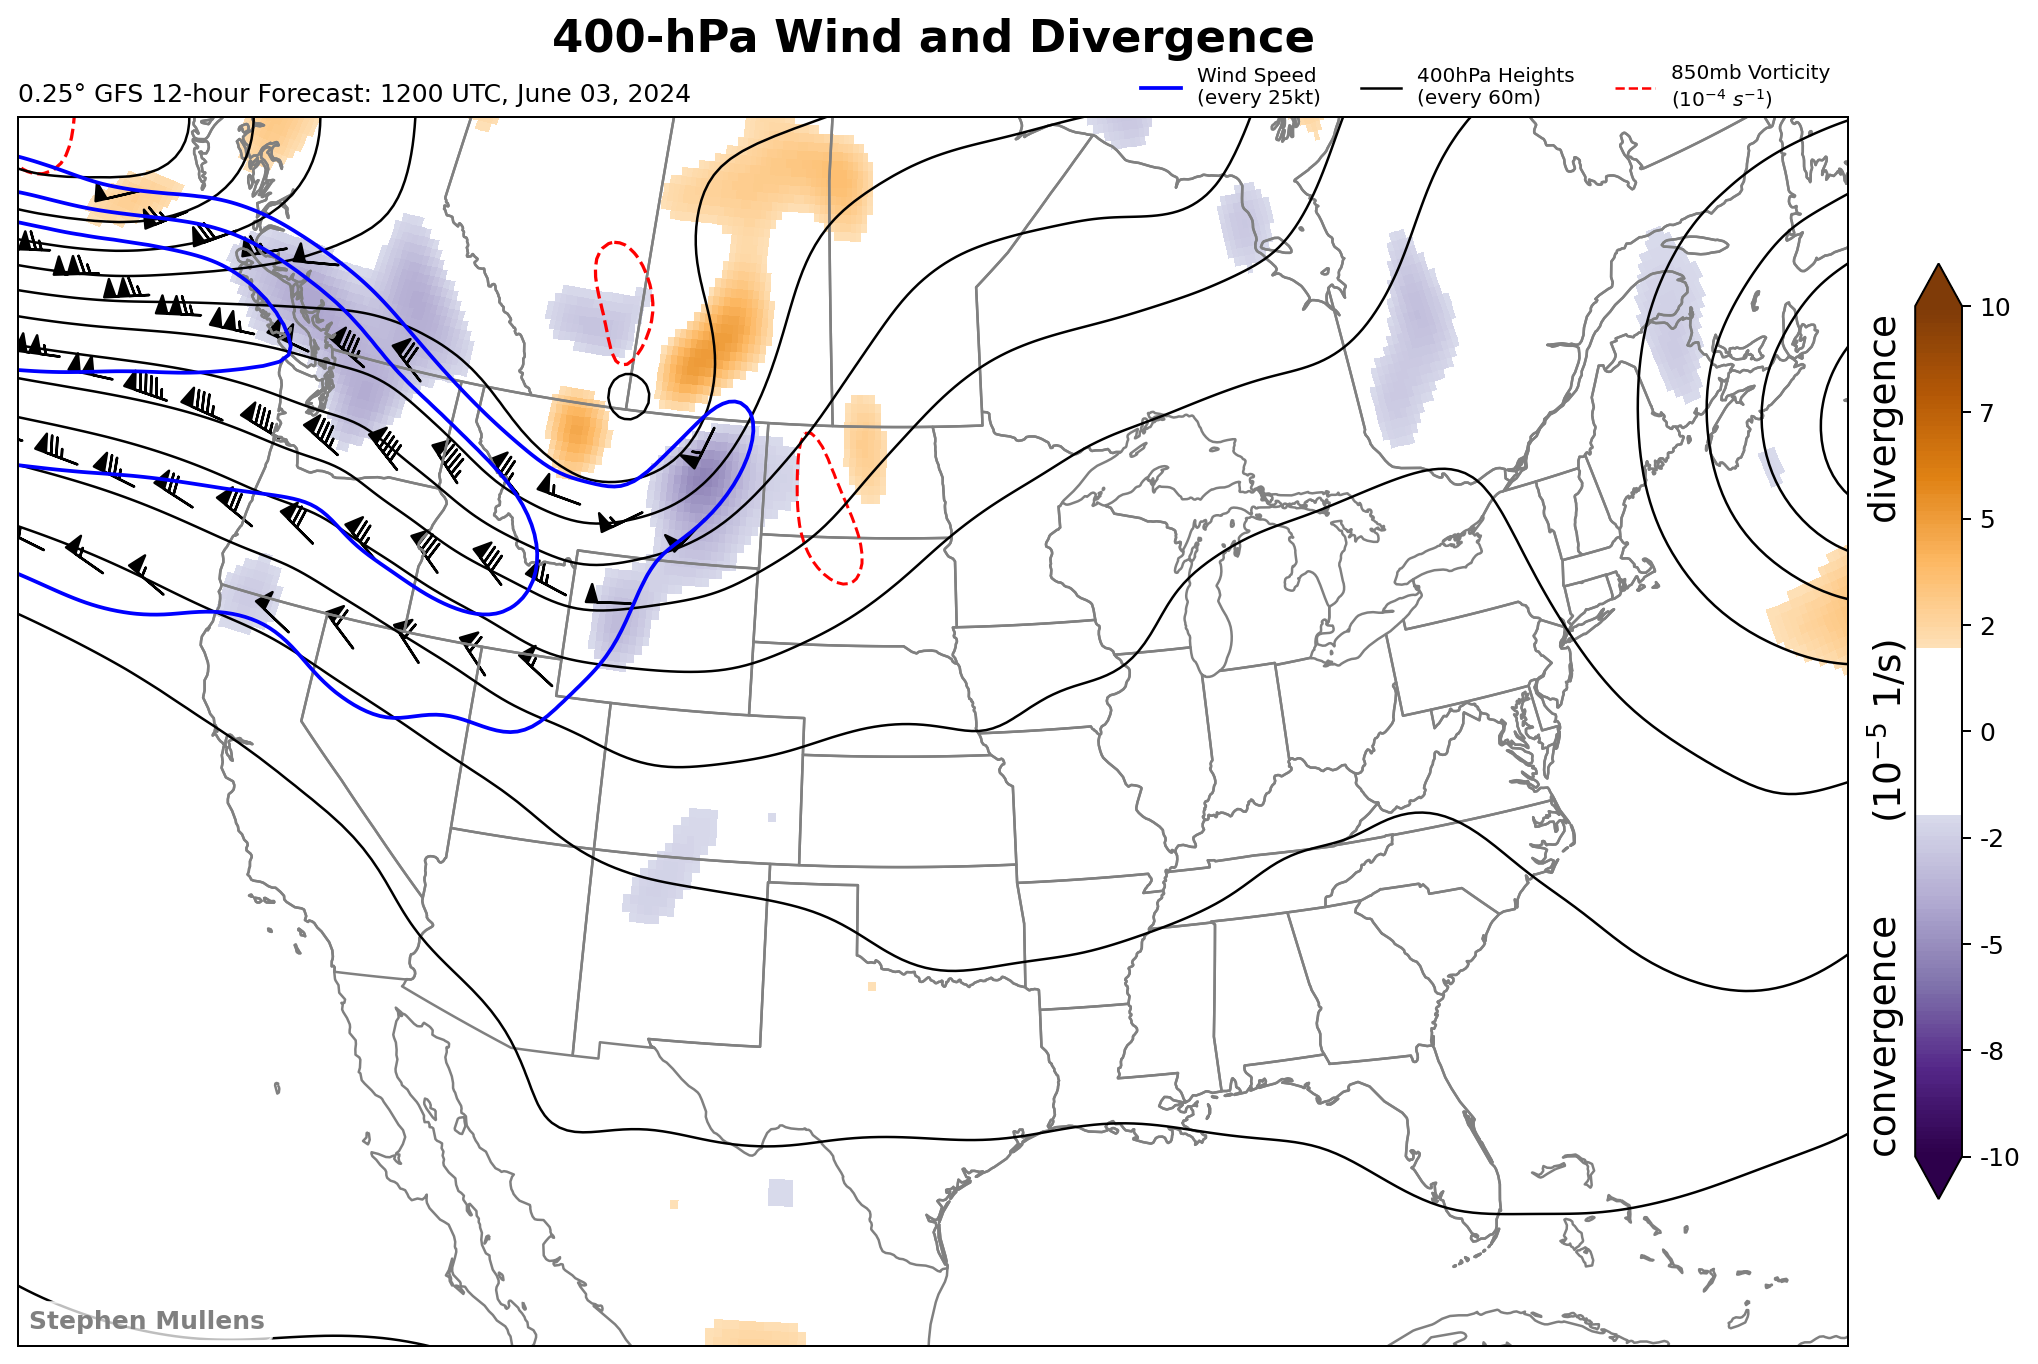 400-hPa Wind and Divergence
0.25° GFS 12-hour Forecast: 1200 UTC, June 03, 2024
Wind Speed
(every 25kt)
400hPa Heights
(every 60m)
850mb Vorticity
(10⁻⁴ s⁻¹)
10
7
5
2
0
-2
-5
-8
-10
convergence (10⁻⁵ 1/s) divergence
Stephen Mullens